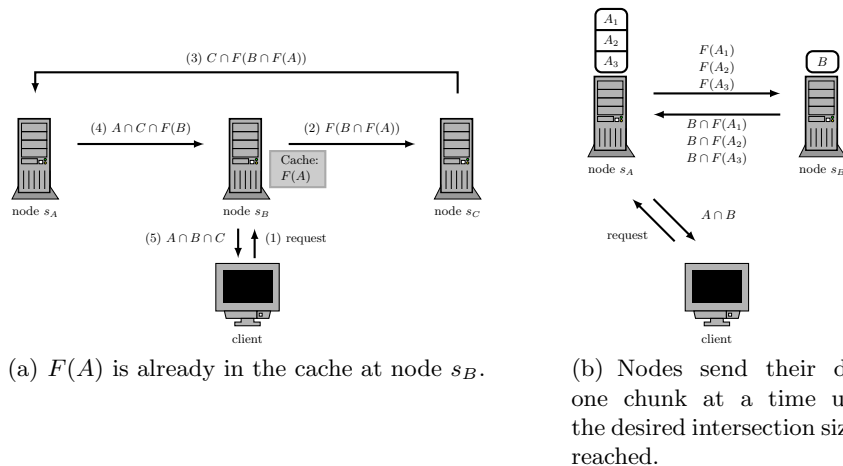 (3) C ∩ F(B ∩ F(A))
(4) A ∩ C ∩ F(B)
(2) F(B ∩ F(A))
Cache:
F(A)
node s_A
node s_B
node s_C
(5) A ∩ B ∩ C
(1) request
client
(a) F(A) is already in the cache at node s_B.
A_1
A_2
A_3
F(A_1)
F(A_2)
F(A_3)
B
B ∩ F(A_1)
B ∩ F(A_2)
B ∩ F(A_3)
node s_A
node s_B
request
A ∩ B
client
(b) Nodes send their d
one chunk at a time u
the desired intersection siz
reached.